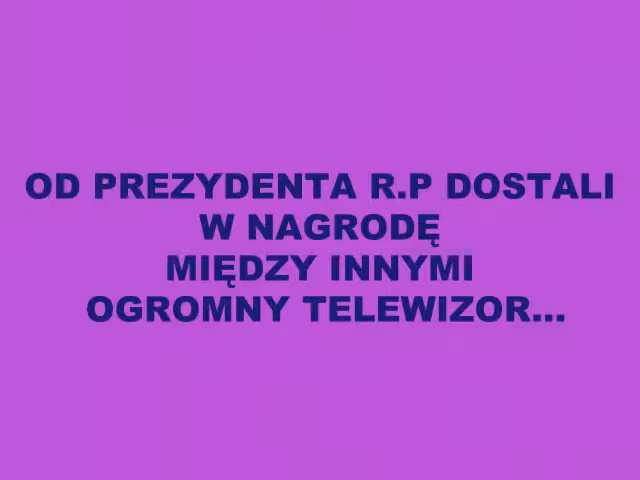 OD PREZYDENTA R.P DOSTALI
W NAGRODĘ
MIĘDZY INNYMI
OGROMNY TELEWIZOR...